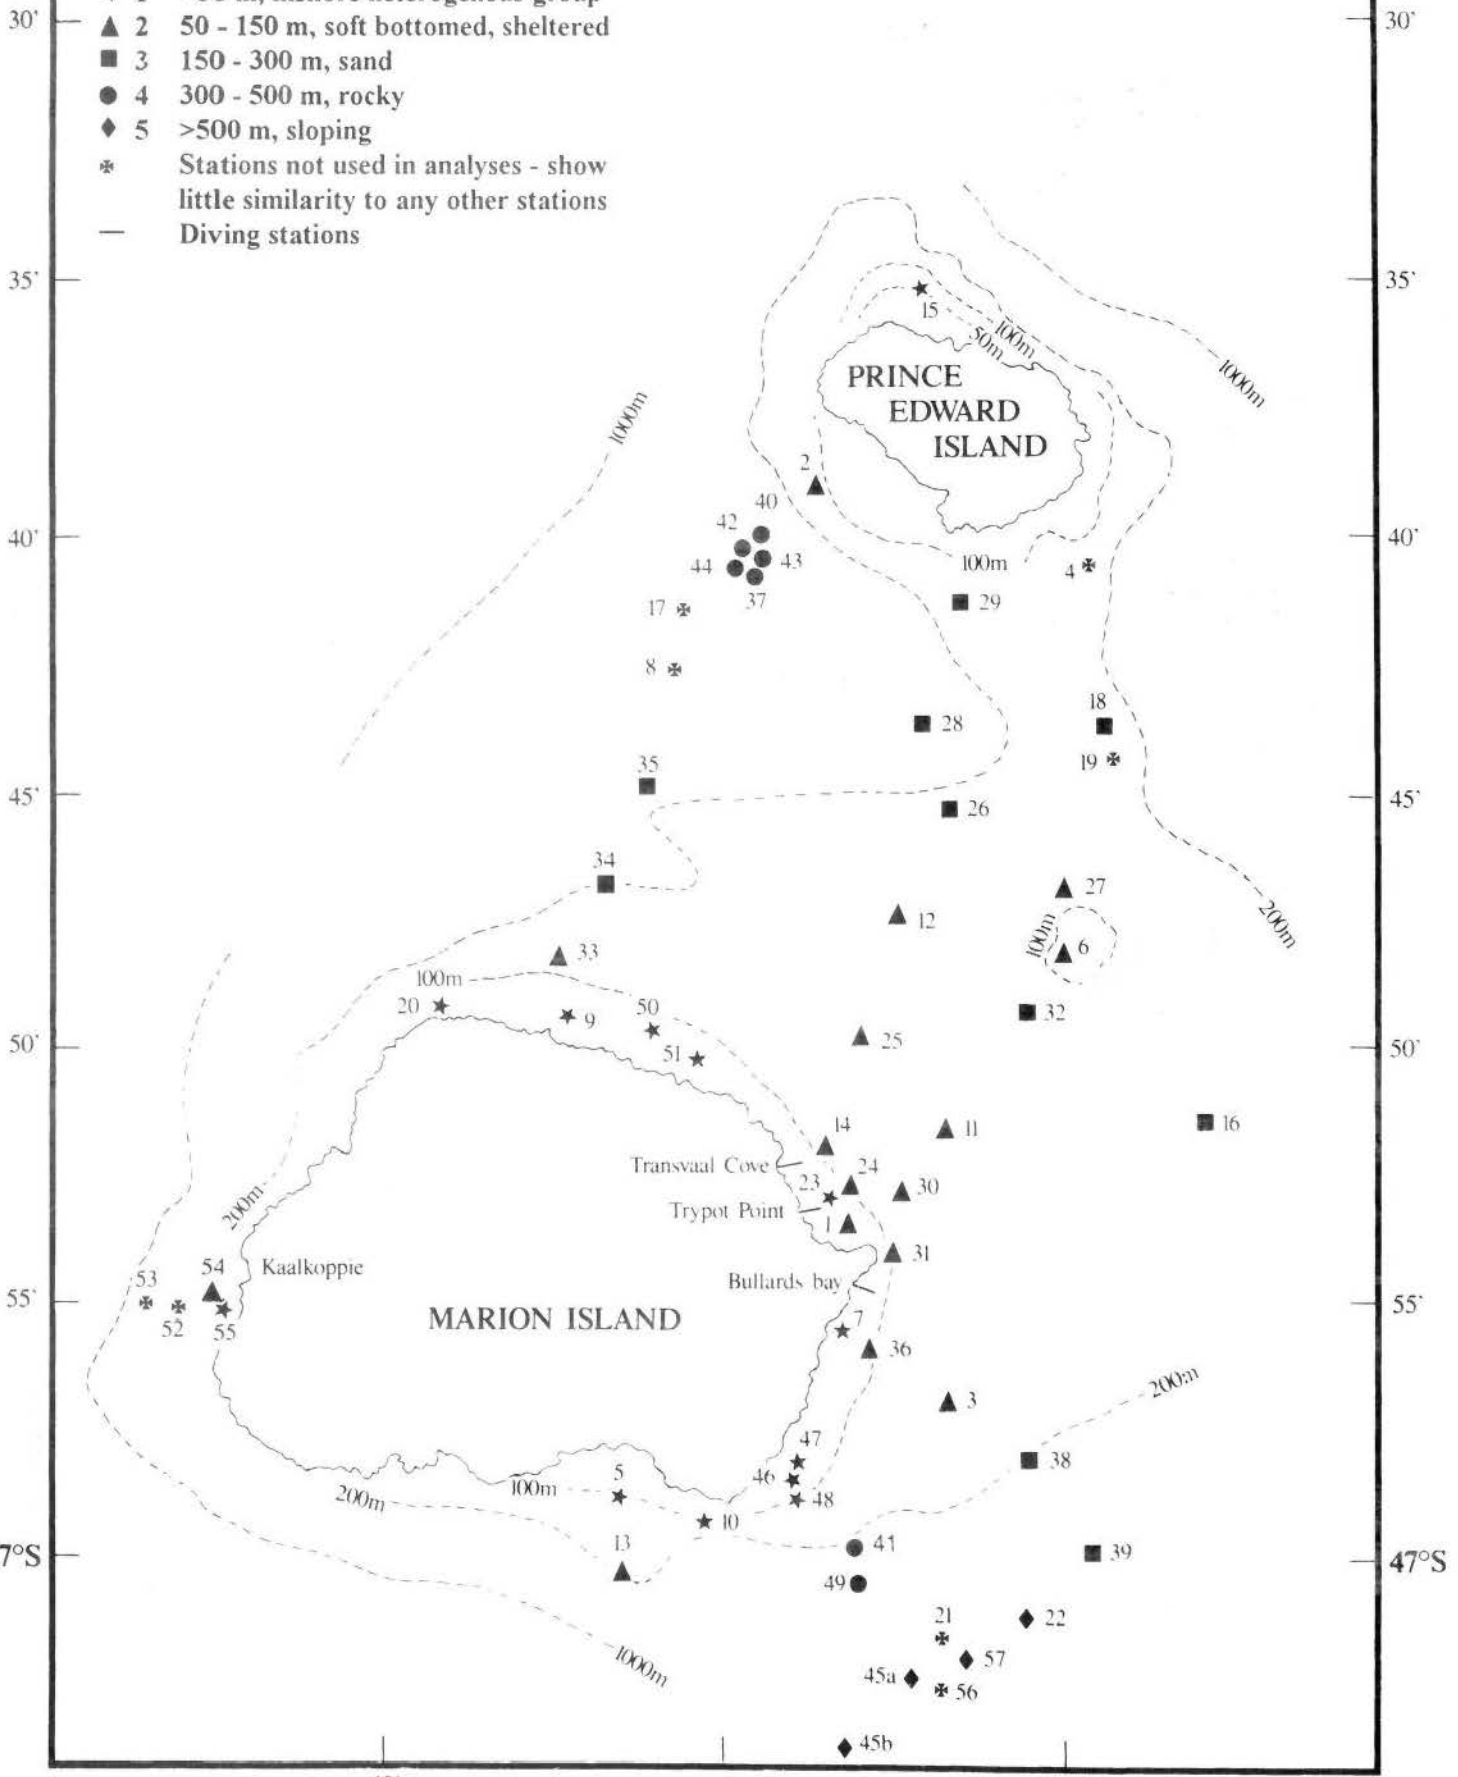 30'
30'
▲ 2 50 - 150 m, soft bottomed, sheltered
■ 3 150 - 300 m, sand
● 4 300 - 500 m, rocky
♦ 5 >500 m, sloping
Stations not used in analyses - show
little similarity to any other stations
— Diving stations
35'
35'
15
100m
50m
1000m
PRINCE
EDWARD
ISLAND
1000m
2
40
42
40'
40'
44
43
100m
4
37
17
29
8
18
28
19
35
45'
45'
26
34
27
12
200m
100m
6
33
100m
20
9
50
32
51
25
50'
50'
14
11
16
Transvaal Cove
24
23
30
Trypot Point
1
200m
31
54
Kaalkoppie
53
Bullards bay
55'
55'
52
55
MARION ISLAND
7
36
200m
3
47
38
5
46
100m
200m
48
10
13
41
39
7°S
47°S
49
22
21
57
1000m
45a
56
45b